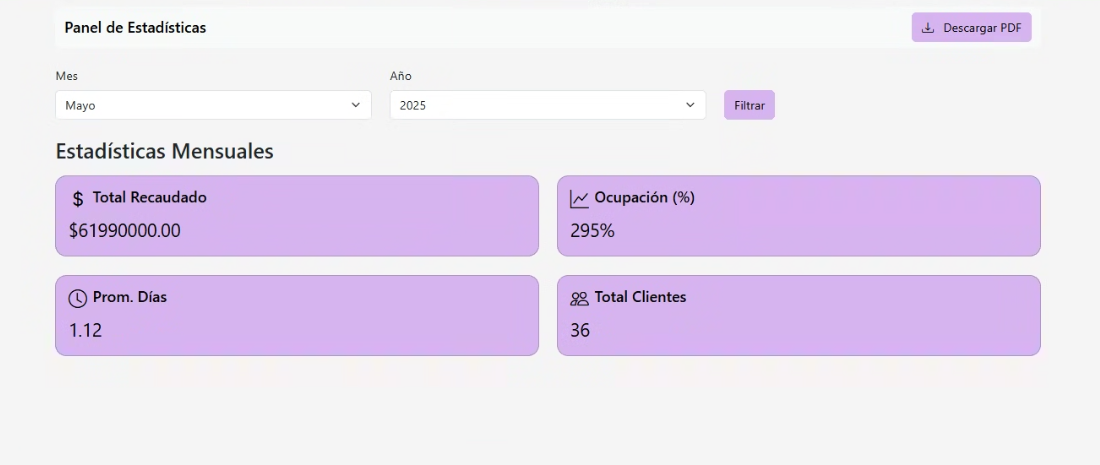 Panel de Estadísticas
Descargar PDF
Mes
Año
Mayo
2025
Filtrar
Estadísticas Mensuales
$ Total Recaudado
$61990000.00
Ocupación (%)
295%
Prom. Días
1.12
Total Clientes
36